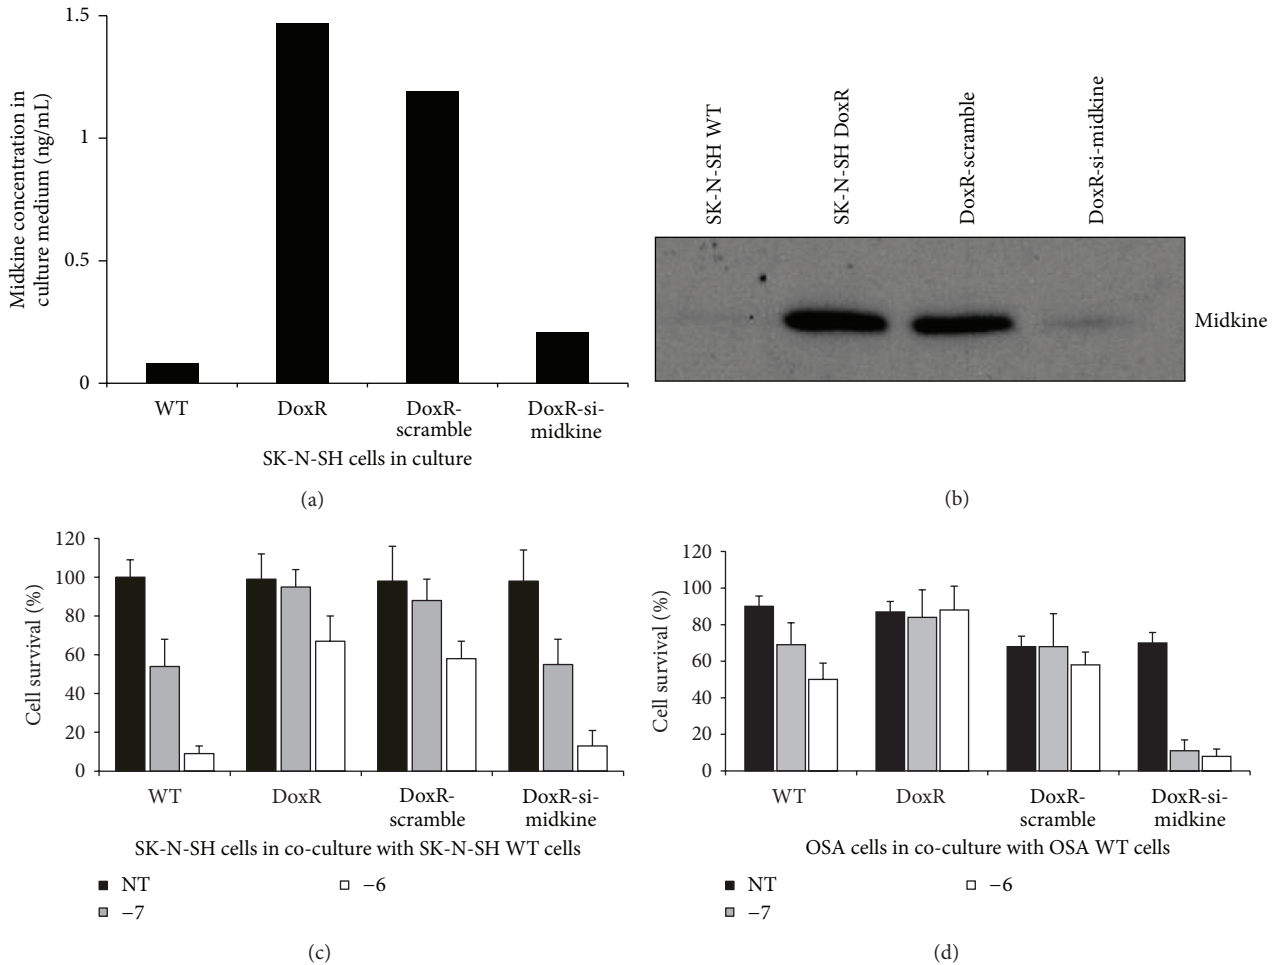 Midkine concentration in
culture medium (ng/mL)
1.5
1
0.5
0
WT
DoxR
DoxR-
scramble
DoxR-si-
midkine
SK-N-SH cells in culture
(a)
SK-N-SH WT
SK-N-SH DoxR
DoxR-scramble
DoxR-si-midkine
Midkine
(b)
Cell survival (%)
120
100
80
60
40
20
0
WT
DoxR
DoxR-
scramble
DoxR-si-
midkine
SK-N-SH cells in co-culture with SK-N-SH WT cells
NT
−7
−6
(c)
Cell survival (%)
120
100
80
60
40
20
0
WT
DoxR
DoxR-
scramble
DoxR-si-
midkine
OSA cells in co-culture with OSA WT cells
NT
−7
−6
(d)